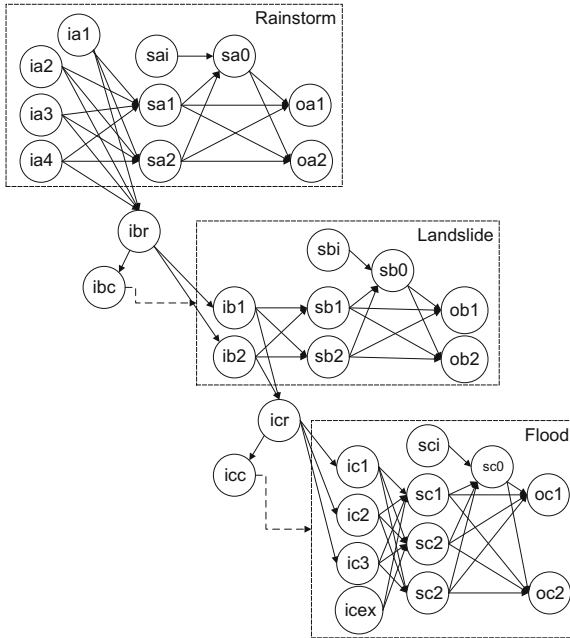 Rainstorm
ia1
ia2
sai
sa0
ia3
sa1
oa1
ia4
sa2
oa2
ibr
Landslide
sbi
sb0
ibc
ib1
sb1
ob1
ib2
sb2
ob2
icr
Flood
sci
sc0
ic1
icc
sc1
oc1
ic2
sc2
ic3
sc2
oc2
icex